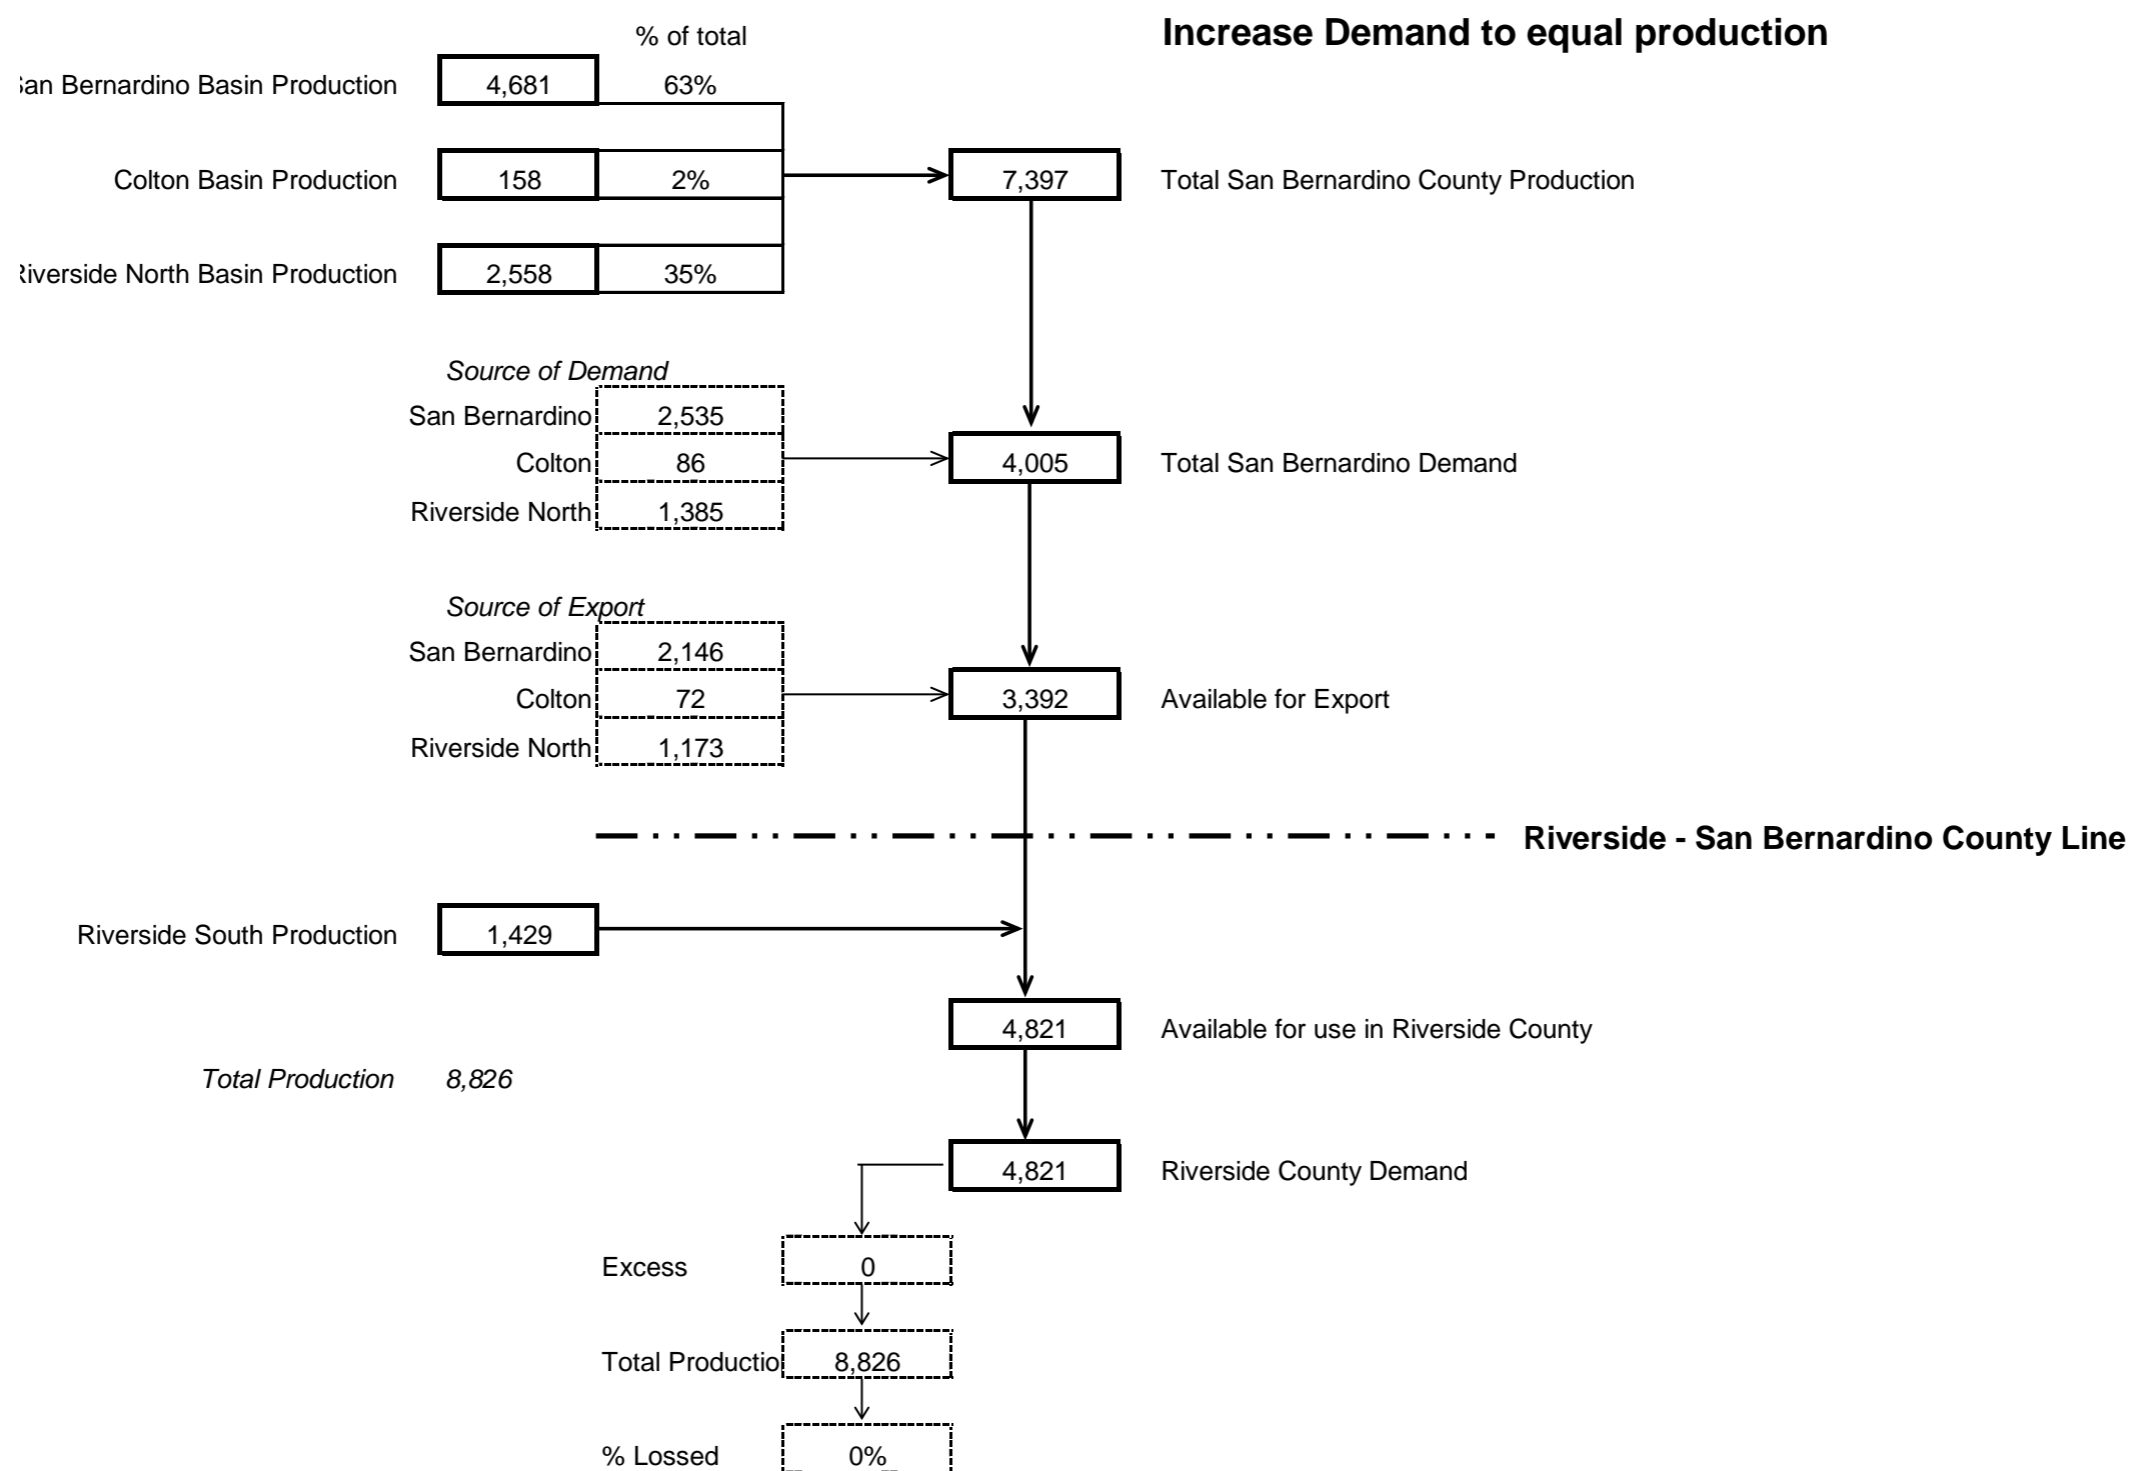 % of total
Increase Demand to equal production
San Bernardino Basin Production 4,681 63%
Colton Basin Production 158 2% 7,397 Total San Bernardino County Production
Riverside North Basin Production 2,558 35%
Source of Demand
San Bernardino 2,535
Colton 86 4,005 Total San Bernardino Demand
Riverside North 1,385
Source of Export
San Bernardino 2,146
Colton 72 3,392 Available for Export
Riverside North 1,173
Riverside - San Bernardino County Line
Riverside South Production 1,429
4,821 Available for use in Riverside County
Total Production 8,826
4,821 Riverside County Demand
Excess 0
Total Productio 8,826
% Lossed 0%